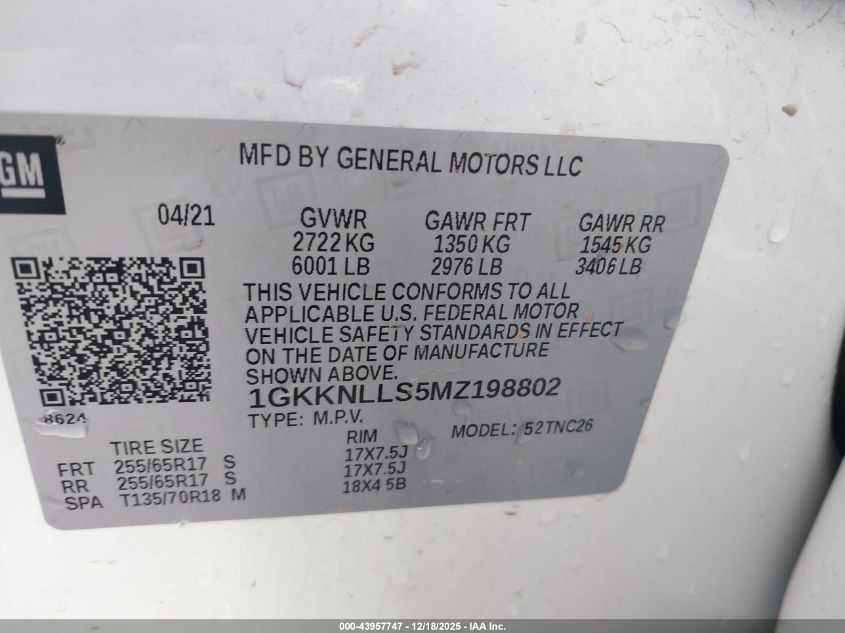 GM
MFD BY GENERAL MOTORS LLC
04/21
GVWR GAWR FRT GAWR RR
2722 KG 1350 KG 1545 KG
6001 LB 2976 LB 3406 LB
THIS VEHICLE CONFORMS TO ALL
APPLICABLE U.S. FEDERAL MOTOR
VEHICLE SAFETY STANDARDS IN EFFECT
ON THE DATE OF MANUFACTURE
SHOWN ABOVE.
1GKKNLLS5MZ198802
8624
TYPE: M.P.V. MODEL: 52TNC26
TIRE SIZE RIM
FRT 255/65R17 S 17X7.5J
RR 255/65R17 S 17X7.5J
SPA T135/70R18 M 18X4 5B
000-43957747 - 12/18/2025 - IAA Inc.